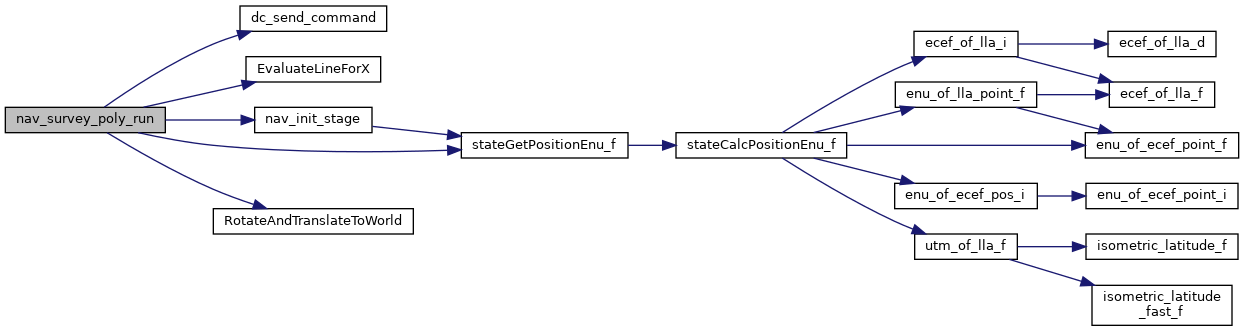 nav_survey_poly_run
dc_send_command
EvaluateLineForX
nav_init_stage
RotateAndTranslateToWorld
stateGetPositionEnu_f
stateCalcPositionEnu_f
ecef_of_lla_i
enu_of_lla_point_f
enu_of_ecef_pos_i
utm_of_lla_f
ecef_of_lla_d
ecef_of_lla_f
enu_of_ecef_point_f
enu_of_ecef_point_i
isometric_latitude_f
isometric_latitude
_fast_f